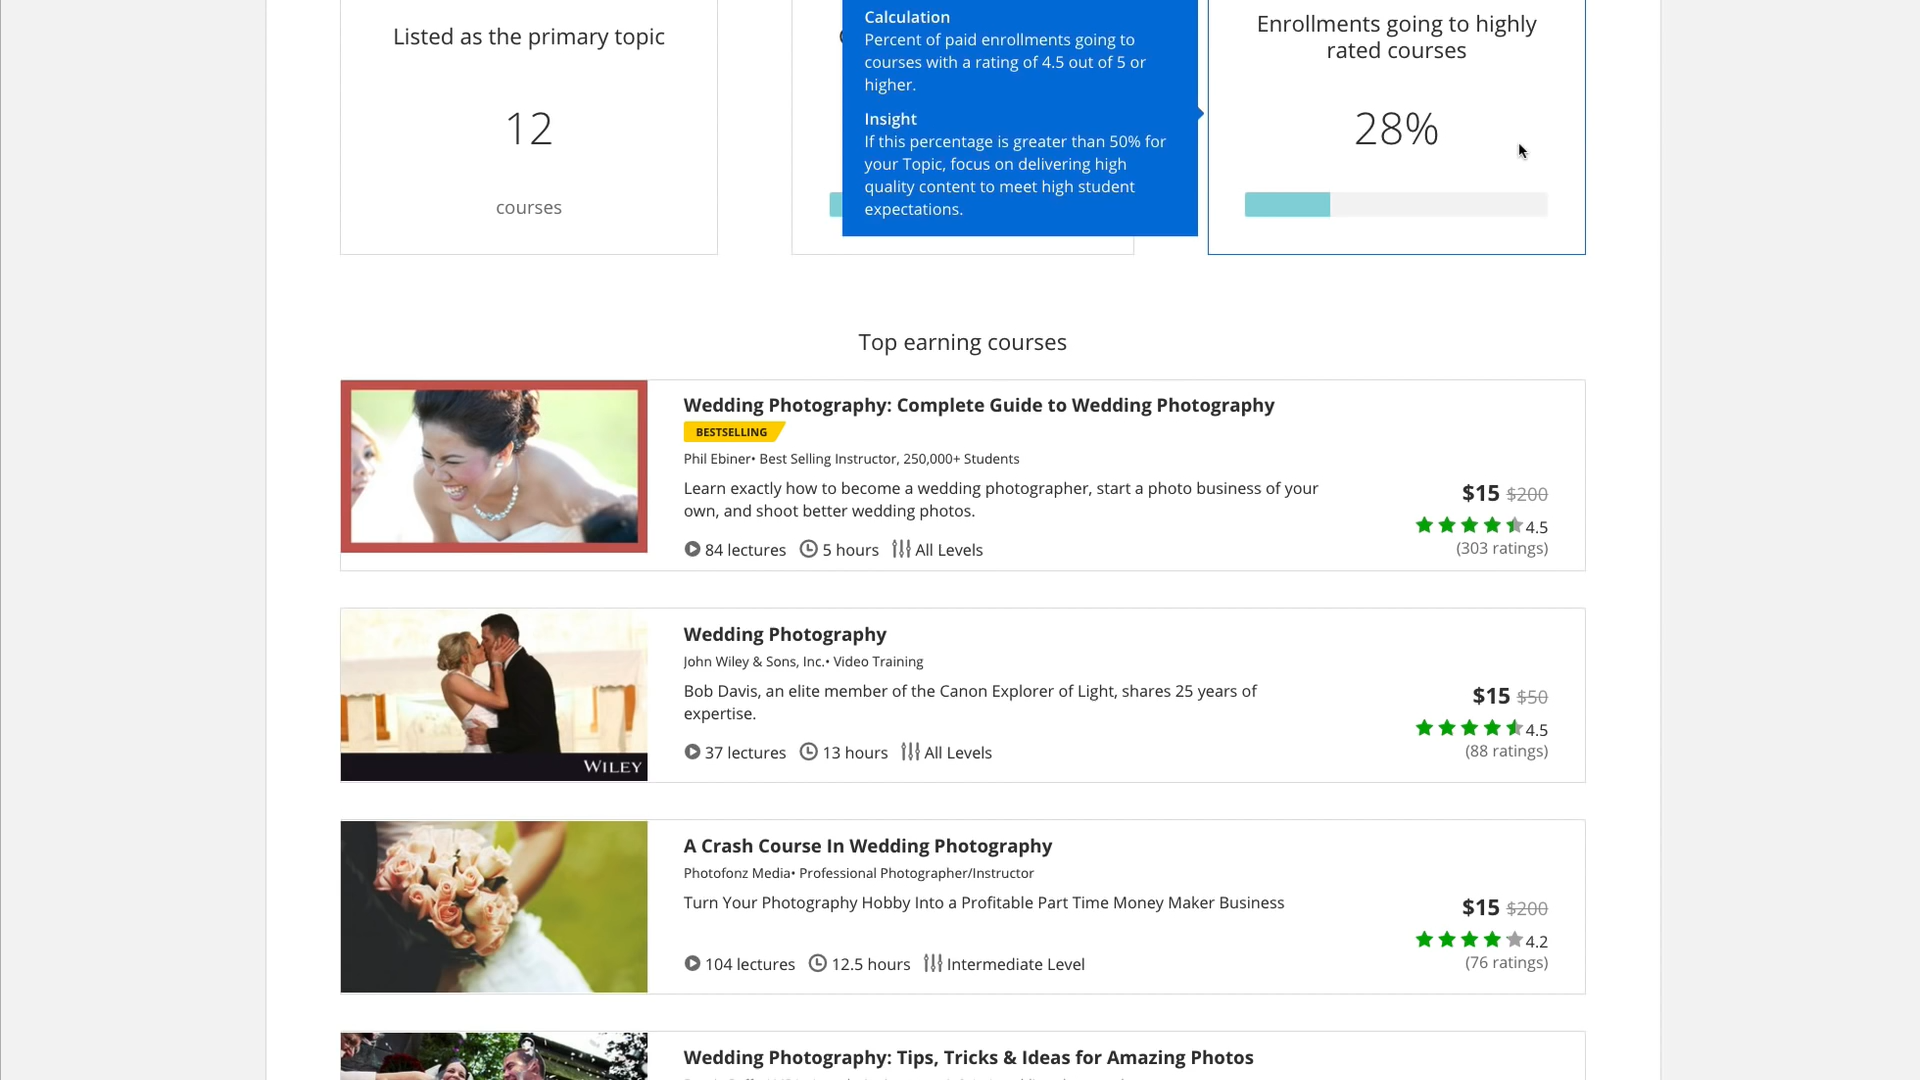 Listed as the primary topic
12
courses
Calculation
Percent of paid enrollments going to
courses with a rating of 4.5 out of 5 or
higher.
Insight
If this percentage is greater than 50% for
your Topic, focus on delivering high
quality content to meet high student
expectations.
Enrollments going to highly
rated courses
28%
Top earning courses
Wedding Photography: Complete Guide to Wedding Photography
BESTSELLING
Phil Ebiner• Best Selling Instructor, 250,000+ Students
Learn exactly how to become a wedding photographer, start a photo business of your
own, and shoot better wedding photos.
84 lectures 5 hours All Levels
$15 $200
4.5
(303 ratings)
Wedding Photography
John Wiley & Sons, Inc.• Video Training
Bob Davis, an elite member of the Canon Explorer of Light, shares 25 years of
expertise.
37 lectures 13 hours All Levels
$15 $50
4.5
(88 ratings)
WILEY
A Crash Course In Wedding Photography
Photofonz Media• Professional Photographer/Instructor
Turn Your Photography Hobby Into a Profitable Part Time Money Maker Business
104 lectures 12.5 hours Intermediate Level
$15 $200
4.2
(76 ratings)
Wedding Photography: Tips, Tricks & Ideas for Amazing Photos